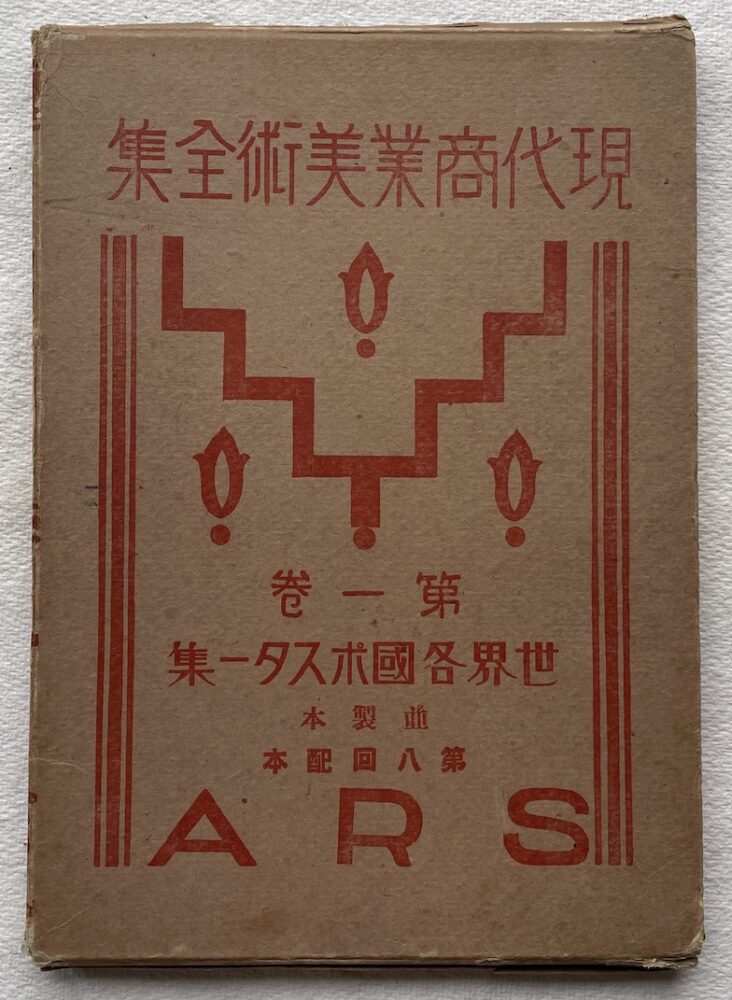 現代商業美術全集
第一卷
世界各國ポスター集
並製本
第八回配本
ARS